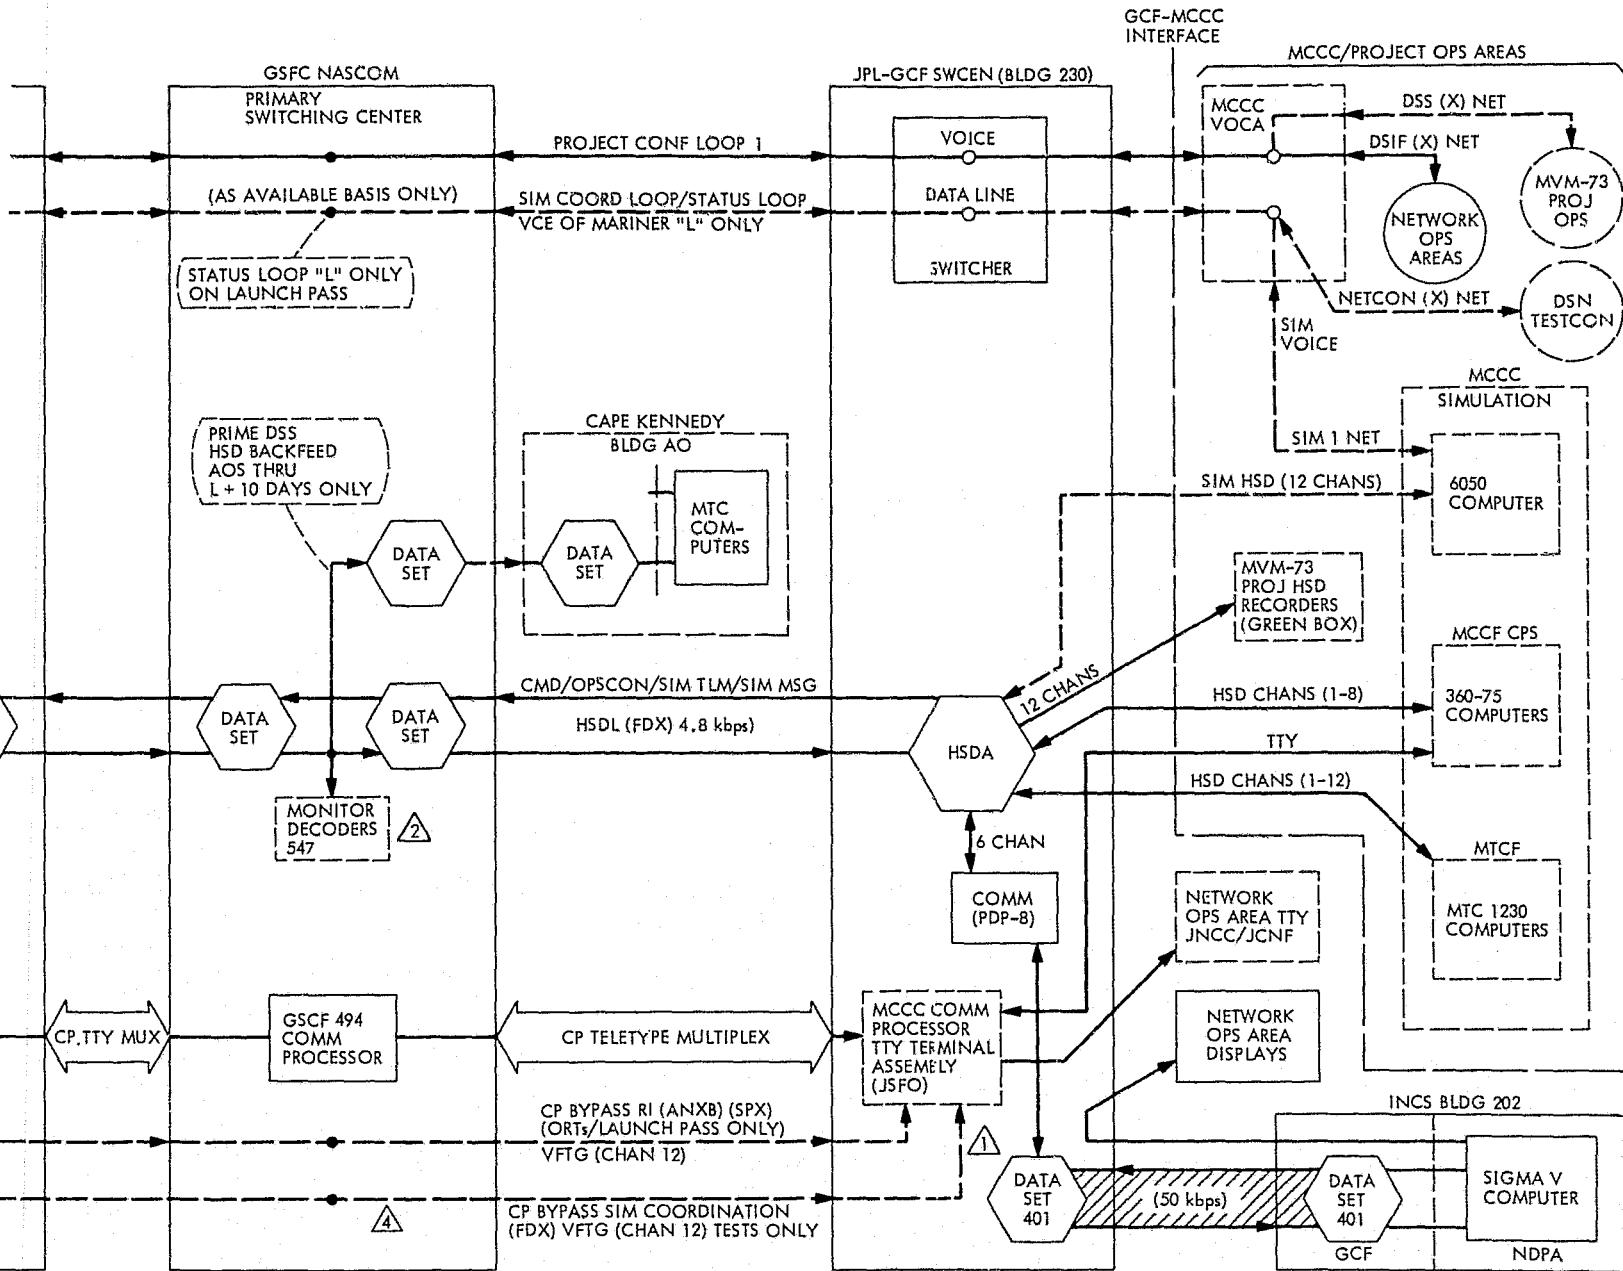 GCF-MCCC
INTERFACE
GSFC NASCOM
PRIMARY
SWITCHING CENTER
JPL-GCF SWCEN (BLDG 230)
MCCC/PROJECT OPS AREAS
PROJECT CONF LOOP 1
VOICE
MCCC
VOCA
DSS (X) NET
DSIF (X) NET
(AS AVAILABLE BASIS ONLY)
SIM COORD LOOP/STATUS LOOP
VCE OF MARINER "L" ONLY
DATA LINE
SWITCHER
MVM-73
PROJ
OPS
NETWORK
OPS
AREAS
STATUS LOOP "L" ONLY
ON LAUNCH PASS
NETCON (X) NET
DSN
TESTCON
SIM
VOICE
MCCC
SIMULATION
PRIME DSS
HSD BACKFEED
AOS THRU
L + 10 DAYS ONLY
CAPE KENNEDY
BLDG AO
SIM 1 NET
SIM HSD (12 CHANS)
6050
COMPUTER
MTC
COM-
PUTERS
DATA
SET
DATA
SET
MVM-73
PROJ HSD
RECORDERS
(GREEN BOX)
MCCF CPS
CMD/OPSCON/SIM TLM/SIM MSG
12 CHANS
HSD CHANS (1-8)
360-75
COMPUTERS
DATA
SET
DATA
SET
HSDL (FDX) 4.8 kbps)
HSDA
TTY
HSD CHANS (1-12)
MONITOR
DECODERS
547
2
6 CHAN
MTCF
COMM
(PDP-8)
NETWORK
OPS AREA TTY
JNCC/JCNF
MTC 1230
COMPUTERS
CP, TTY MUX
GSCF 494
COMM
PROCESSOR
CP TELETYPE MULTIPLEX
MCCC COMM
PROCESSOR
TTY TERMINAL
ASSEMELY
(JSFO)
NETWORK
OPS AREA
DISPLAYS
CP BYPASS RI (ANXB) (SPX)
(ORTs/LAUNCH PASS ONLY)
VFTG (CHAN 12)
1
INCS BLDG 202
4
CP BYPASS SIM COORDINATION
(FDX) VFTG (CHAN 12) TESTS ONLY
DATA
SET
401
(50 kbps)
DATA
SET
401
SIGMA V
COMPUTER
GCF
NDPA